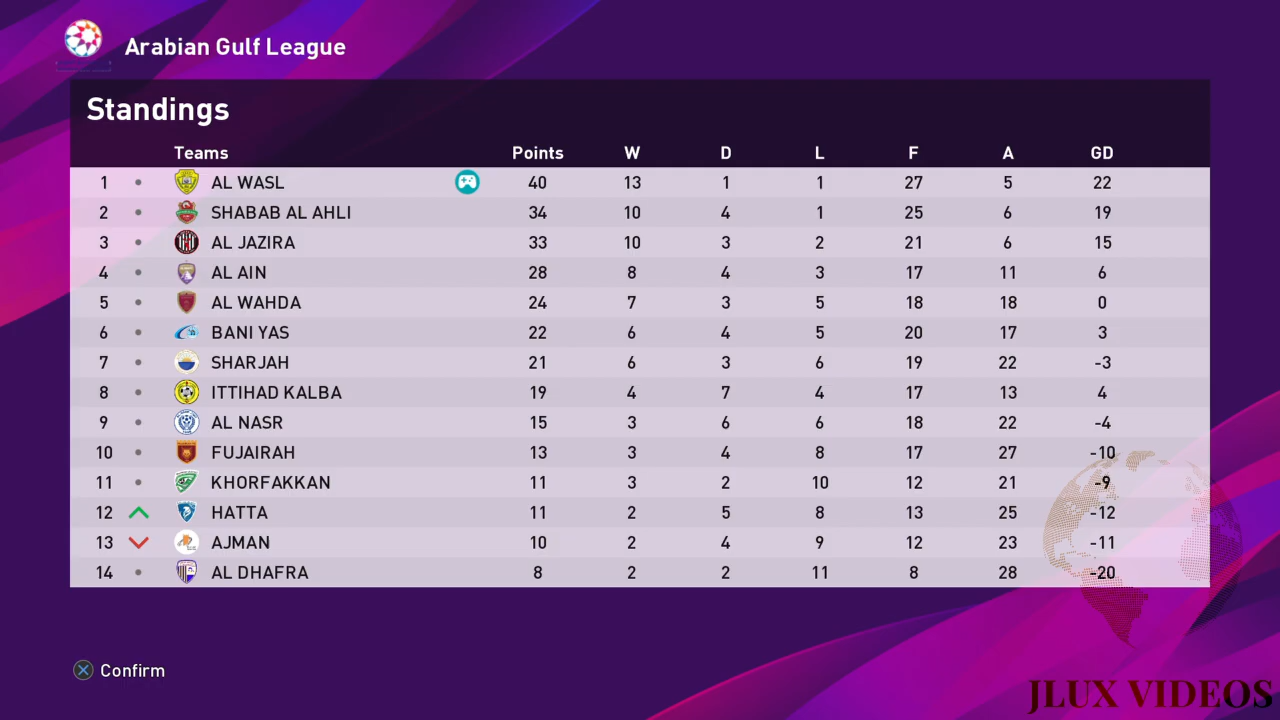 Arabian Gulf League
Standings
Teams Points W D L F A GD
1 AL WASL 40 13 1 1 27 5 22
2 SHABAB AL AHLI 34 10 4 1 25 6 19
3 AL JAZIRA 33 10 3 2 21 6 15
4 AL AIN 28 8 4 3 17 11 6
5 AL WAHDA 24 7 3 5 18 18 0
6 BANI YAS 22 6 4 5 20 17 3
7 SHARJAH 21 6 3 6 19 22 -3
8 ITTIHAD KALBA 19 4 7 4 17 13 4
9 AL NASR 15 3 6 6 18 22 -4
10 FUJAIRAH 13 3 4 8 17 27 -10
11 KHORFAKKAN 11 3 2 10 12 21 -9
12 HATTA 11 2 5 8 13 25 -12
13 AJMAN 10 2 4 9 12 23 -11
14 AL DHAFRA 8 2 2 11 8 28 -20
Confirm
JLUX VIDEOS